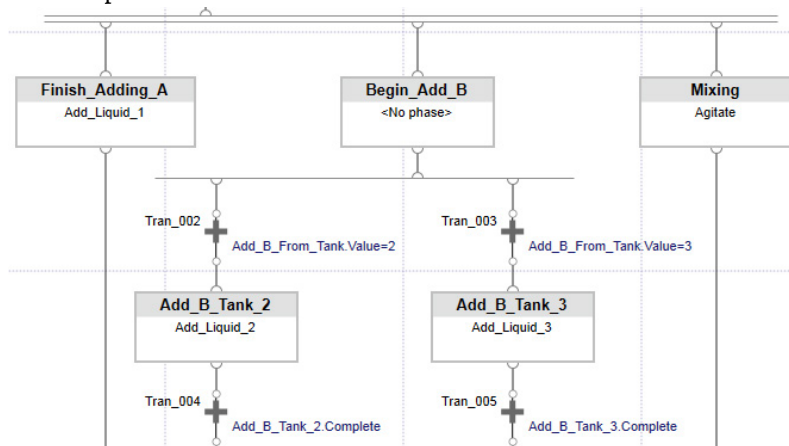 Finish_Adding_A
Add_Liquid_1
Begin_Add_B
<No phase>
Mixing
Agitate
Tran_002
Add_B_From_Tank.Value=2
Tran_003
Add_B_From_Tank.Value=3
Add_B_Tank_2
Add_Liquid_2
Add_B_Tank_3
Add_Liquid_3
Tran_004
Add_B_Tank_2.Complete
Tran_005
Add_B_Tank_3.Complete